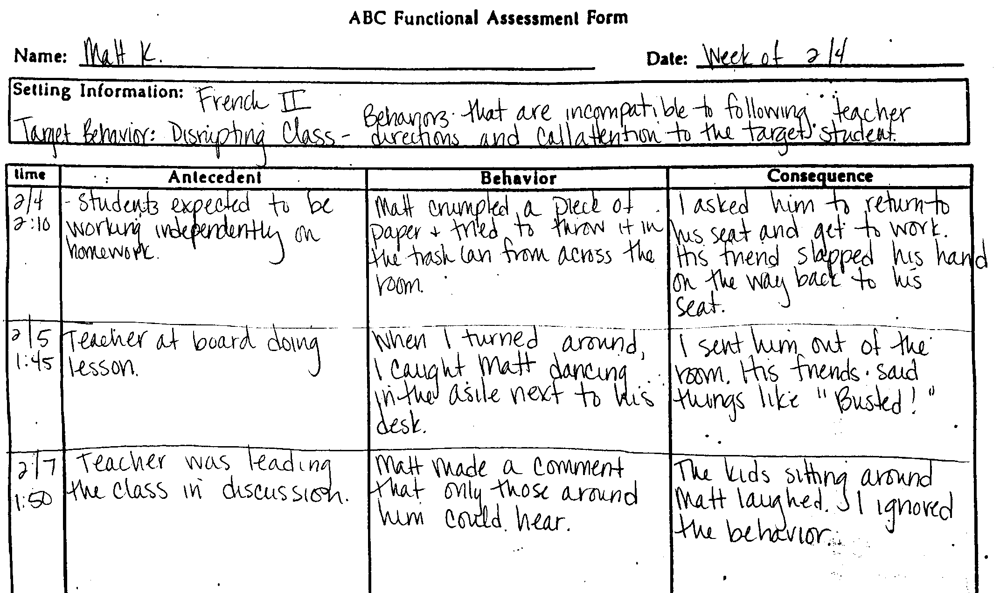 ABC Functional Assessment Form
Name: Matt K.
Date: Week of 2/4
Setting Information: French II
Target Behavior: Disrupting Class - Behaviors that are incompatible to following teacher
directions and call attention to the target student.
time
Antecedent
Behavior
Consequence
2/4
2:10
- Students expected to be
working independently on
homework.
Matt crumpled a pieck of
paper + tried to throw it in
the trash can from across the
room.
I asked him to return to
his seat and get to work.
His friend slapped his hand
on the way back to his
seat.
2/5
1:45
Teacher at board doing
lesson.
When I turned around,
I caught Matt dancing
in the asile next to his
desk.
I sent him out of the
room. His friends said
things like "Busted!"
2/7
1:50
Teacher was leading
the class in discussion.
Matt made a comment
that only those around
him could hear.
The kids sitting around
Matt laughed. I ignored
the behavior.